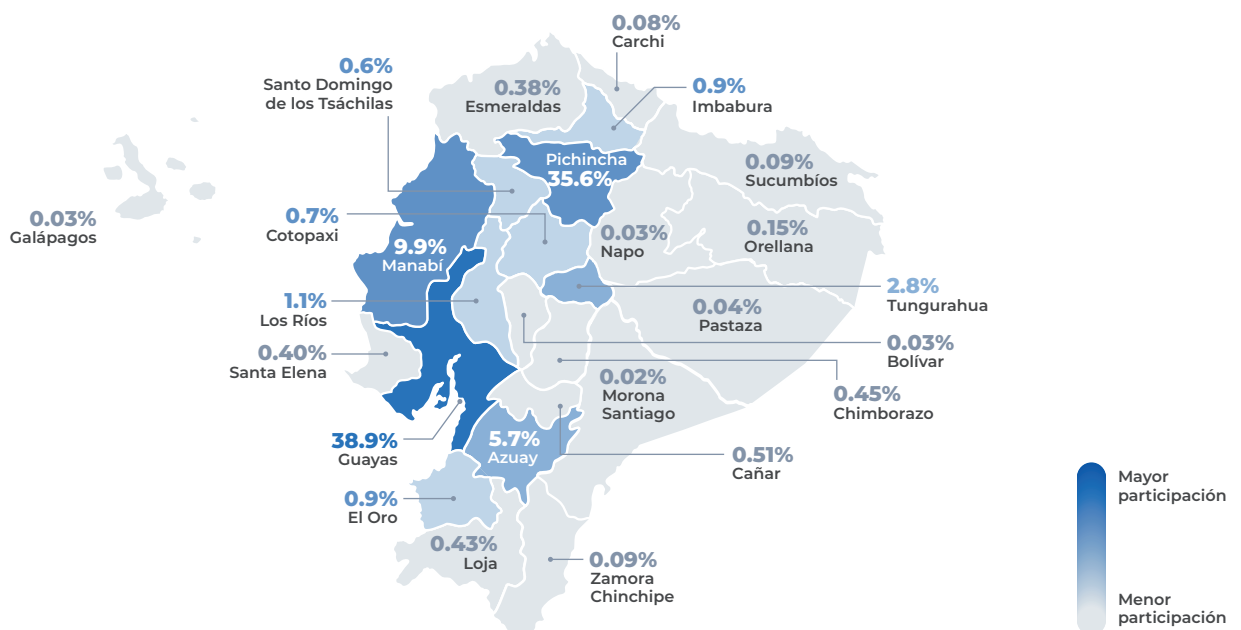 0.08%
Carchi
0.6%
Santo Domingo
de los Tsáchilas
0.38%
Esmeraldas
0.9%
Imbabura
Pichincha
35.6%
0.09%
Sucumbíos
0.03%
Galápagos
0.7%
Cotopaxi
9.9%
Manabí
0.03%
Napo
0.15%
Orellana
1.1%
Los Ríos
2.8%
Tungurahua
0.04%
Pastaza
0.40%
Santa Elena
0.03%
Bolívar
0.02%
Morona
Santiago
0.45%
Chimborazo
38.9%
Guayas
5.7%
Azuay
0.51%
Cañar
0.9%
El Oro
0.43%
Loja
0.09%
Zamora
Chinchipe
Mayor
participación
Menor
participación